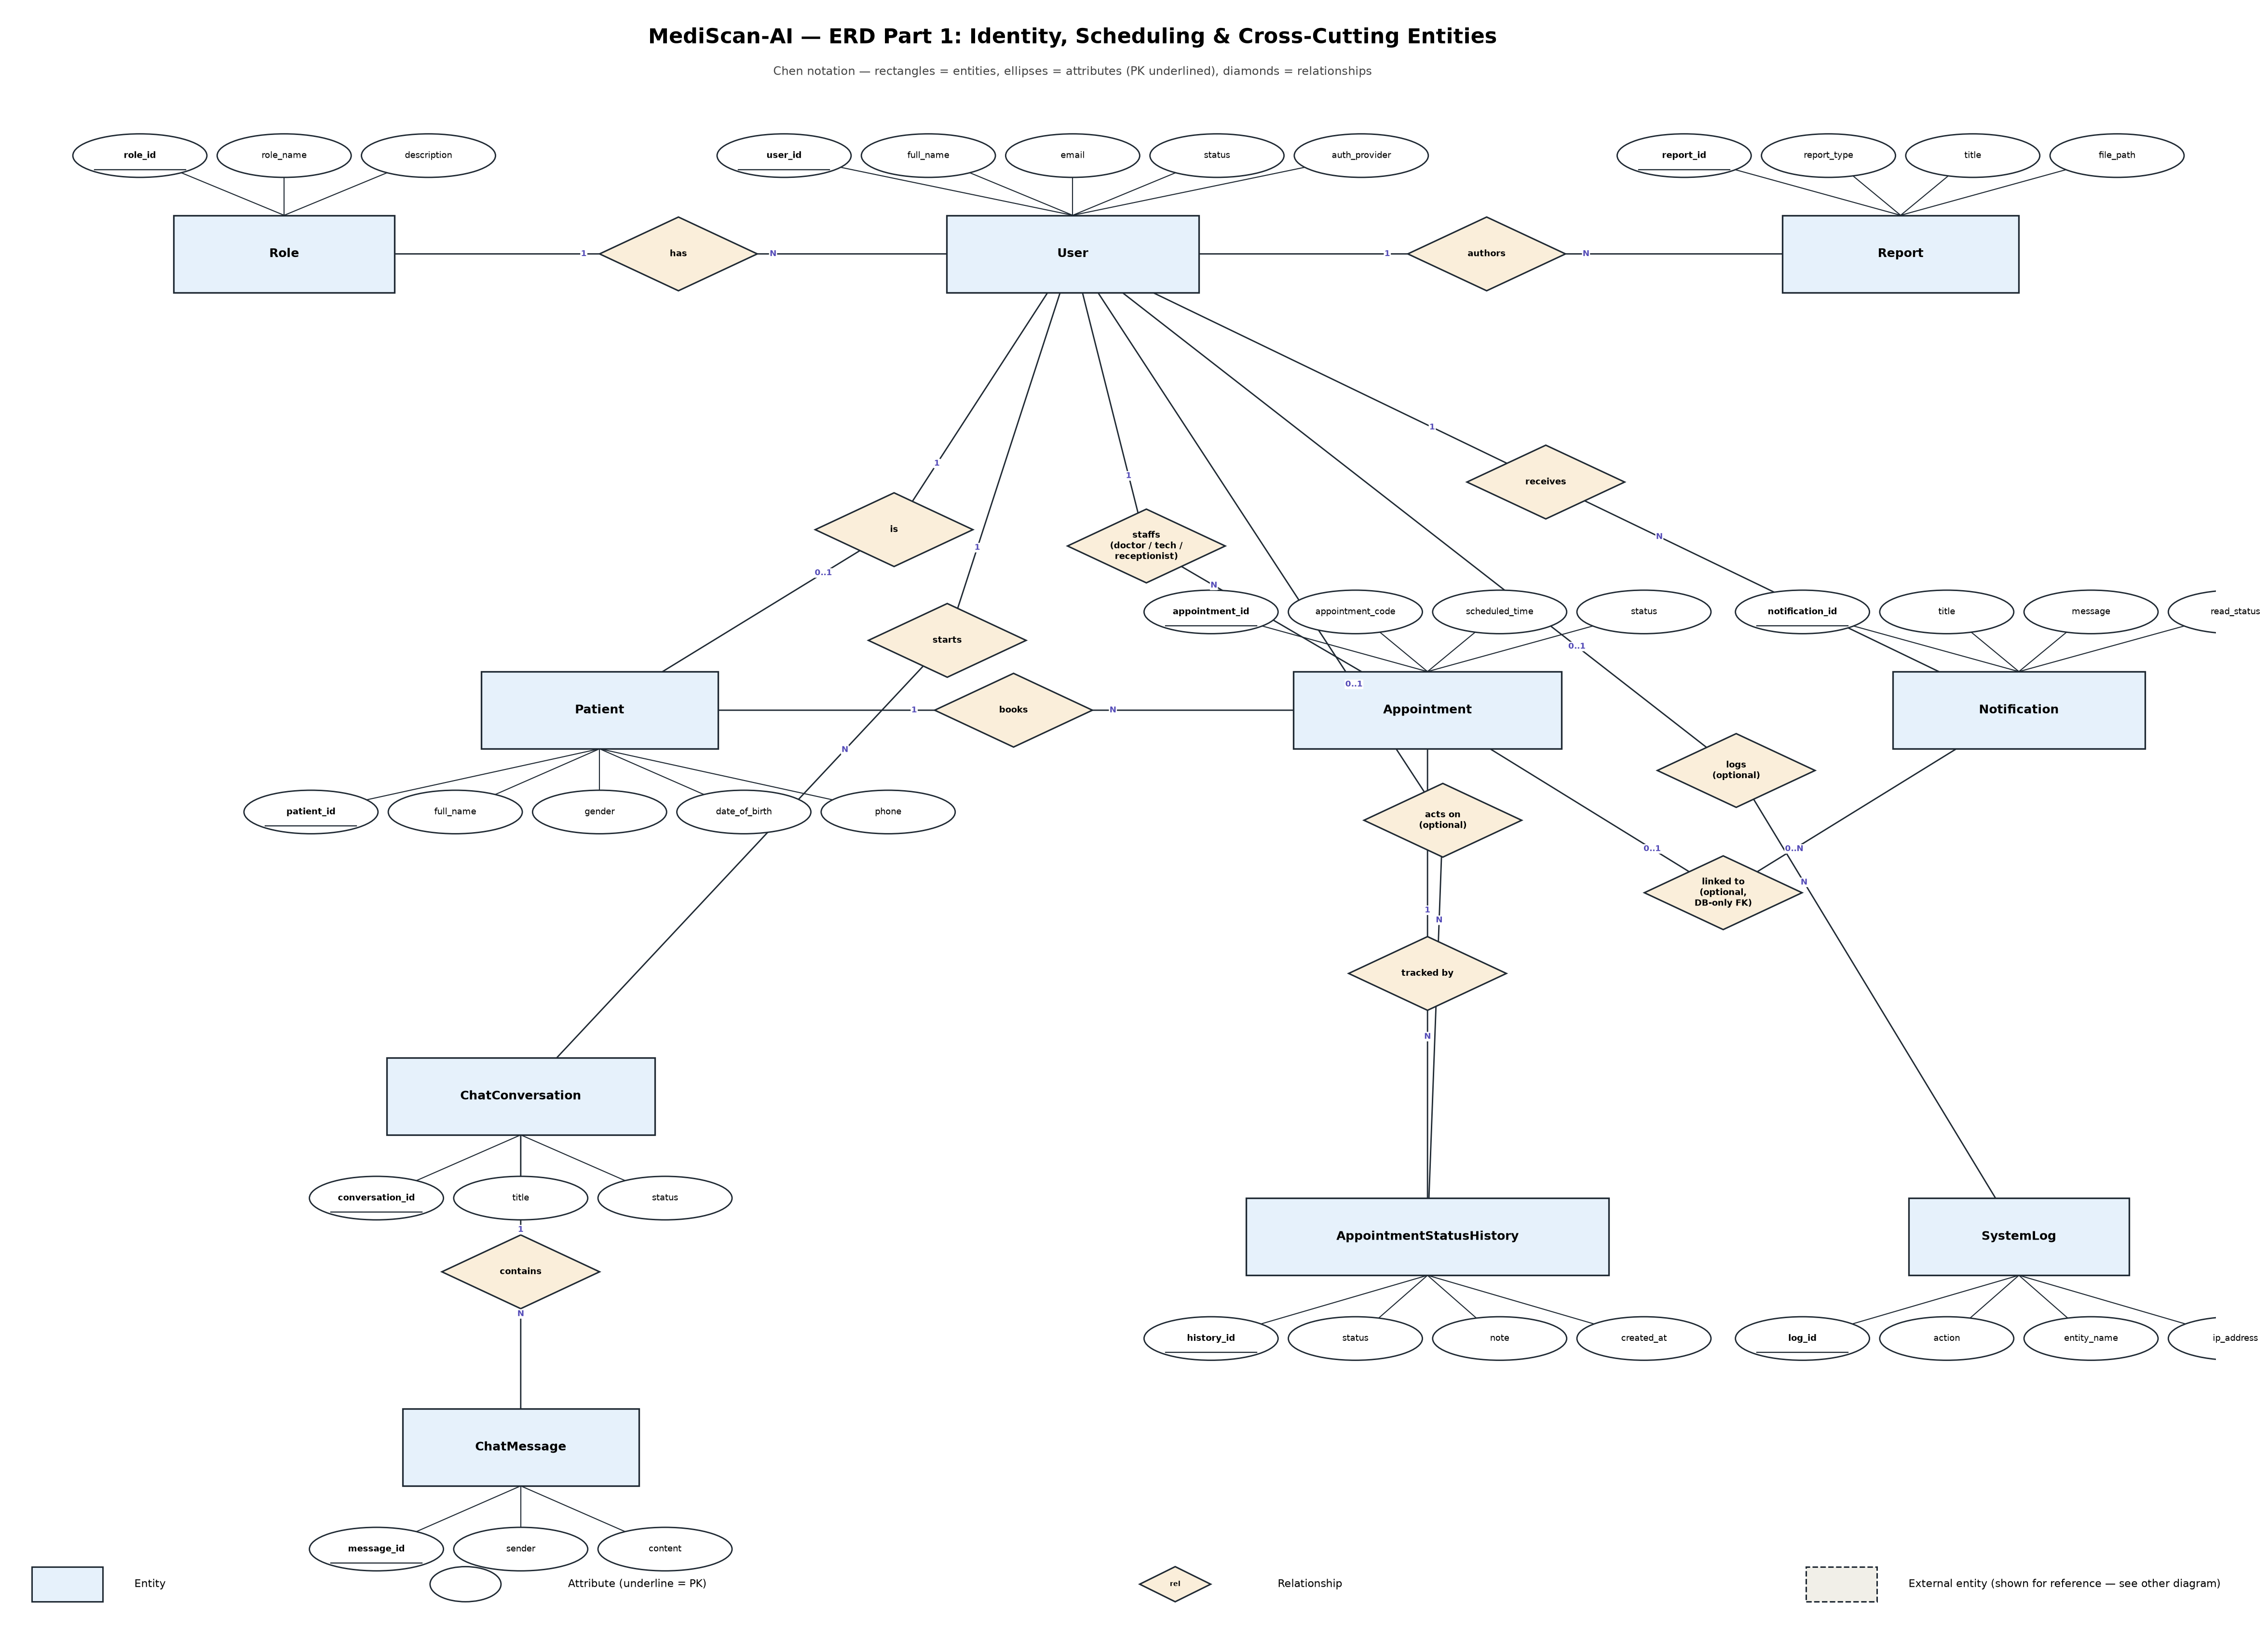 MediScan-AI — ERD Part 1: Identity, Scheduling & Cross-Cutting Entities
Chen notation — rectangles = entities, ellipses = attributes (PK underlined), diamonds = relationships
role_id
role_name
description
user_id
full_name
email
status
auth_provider
report_id
report_type
title
file_path
Role
1
has
N
User
1
authors
N
Report
1
receives
N
1
is
0..1
1
staffs
(doctor / tech /
receptionist)
N
1
starts
N
appointment_id
appointment_code
scheduled_time
status
notification_id
title
message
read_status
0..1
0..1
Patient
1
books
N
Appointment
Notification
patient_id
full_name
gender
date_of_birth
phone
logs
(optional)
acts on
(optional)
0..1
0..N
linked to
(optional,
DB-only FK)
N
1
N
tracked by
N
ChatConversation
conversation_id
title
status
1
contains
N
AppointmentStatusHistory
SystemLog
history_id
status
note
created_at
log_id
action
entity_name
ip_address
ChatMessage
message_id
sender
content
Entity
Attribute (underline = PK)
rel
Relationship
External entity (shown for reference — see other diagram)